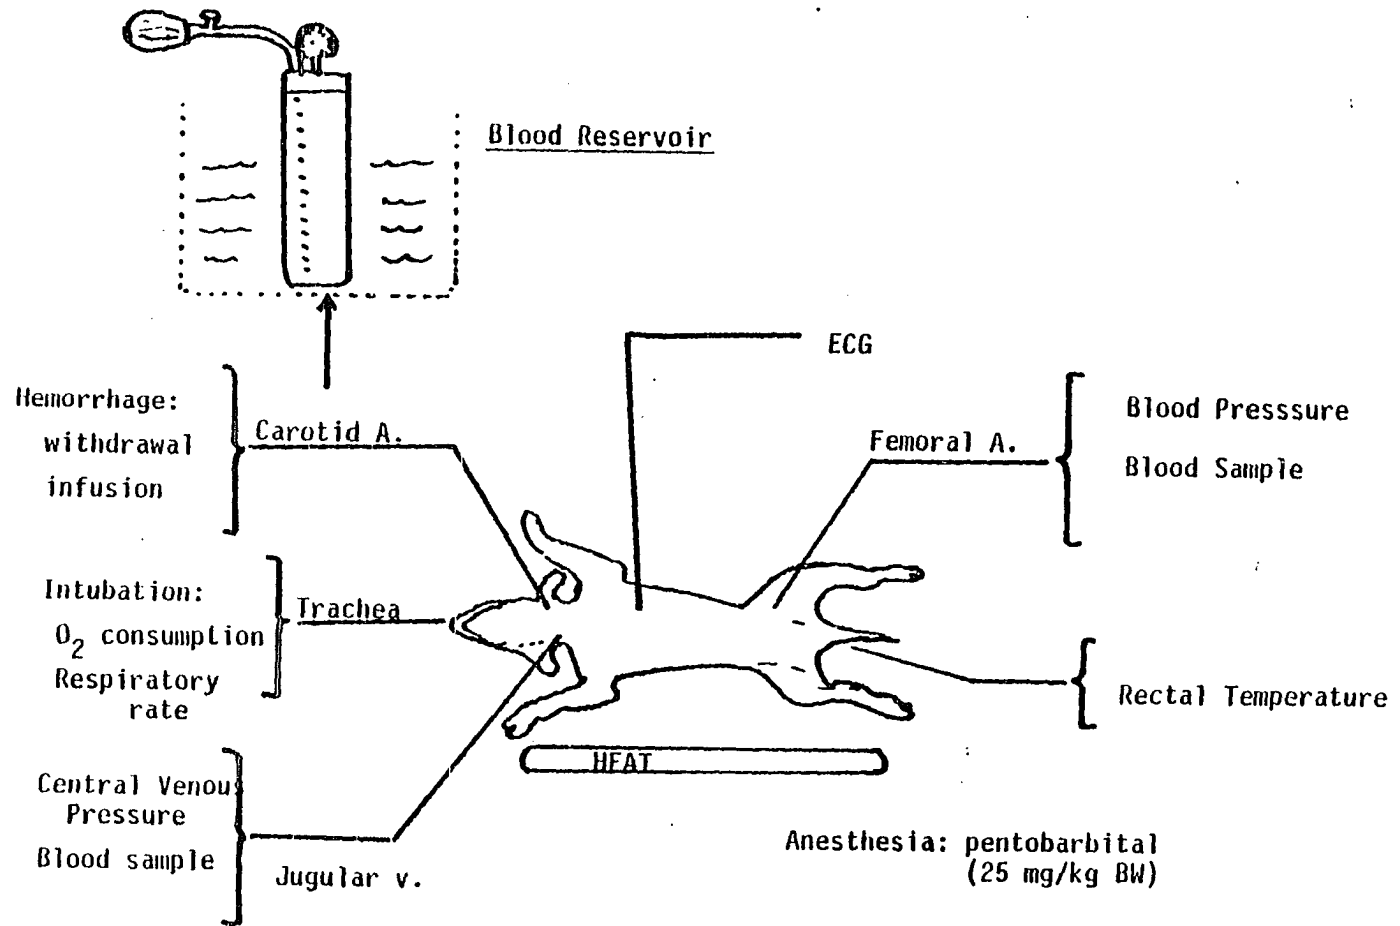 Blood Reservoir
ECG
Hemorrhage:
withdrawal
infusion
Carotid A.
Femoral A.
Blood Presssure
Blood Sample
Intubation:
O2 consumption
Respiratory
rate
Trachea
Rectal Temperature
HEAT
Central Venous
Pressure
Blood sample
Jugular v.
Anesthesia: pentobarbital
(25 mg/kg BW)